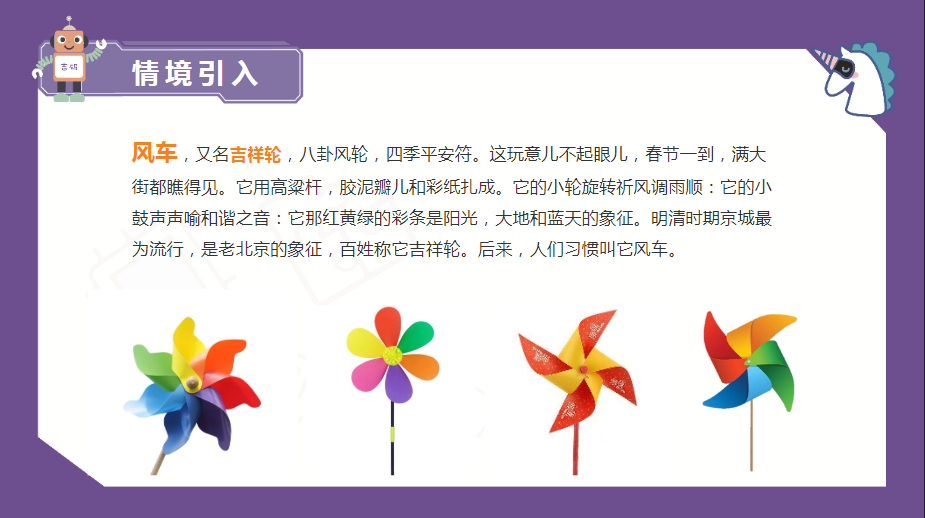 情境引入
风车，又名吉祥轮，八卦风轮，四季平安符。这玩意儿不起眼儿，春节一到，满大
街都瞧得见。它用高粱杆，胶泥瓣儿和彩纸扎成。它的小轮旋转祈风调雨顺：它的小
鼓声声喻和谐之音：它那红黄绿的彩条是阳光，大地和蓝天的象征。明清时期京城最
为流行，是老北京的象征，百姓称它吉祥轮。后来，人们习惯叫它风车。